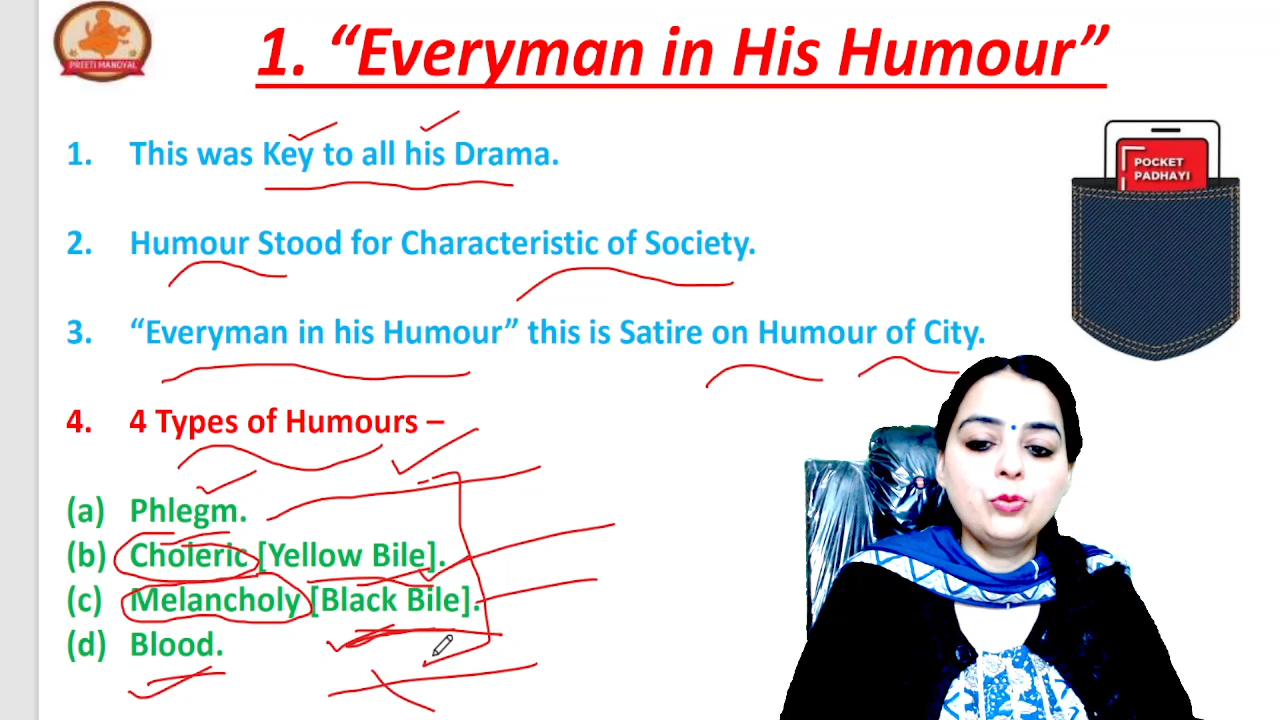 PREETI MANOYAL
1. “Everyman in His Humour”
1. This was Key to all his Drama.
POCKET
PADHAYI
2. Humour Stood for Characteristic of Society.
3. “Everyman in his Humour” this is Satire on Humour of City.
4. 4 Types of Humours –
(a) Phlegm.
(b) Choleric [Yellow Bile].
(c) Melancholy [Black Bile].
(d) Blood.